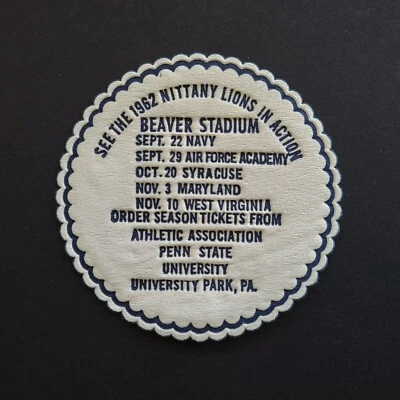 SEE THE 1962 NITTANY LIONS IN ACTION
BEAVER STADIUM
SEPT. 22 NAVY
SEPT. 29 AIR FORCE ACADEMY
OCT. 20 SYRACUSE
NOV. 3 MARYLAND
NOV. 10 WEST VIRGINIA
ORDER SEASON TICKETS FROM
ATHLETIC ASSOCIATION
PENN STATE
UNIVERSITY
UNIVERSITY PARK, PA.